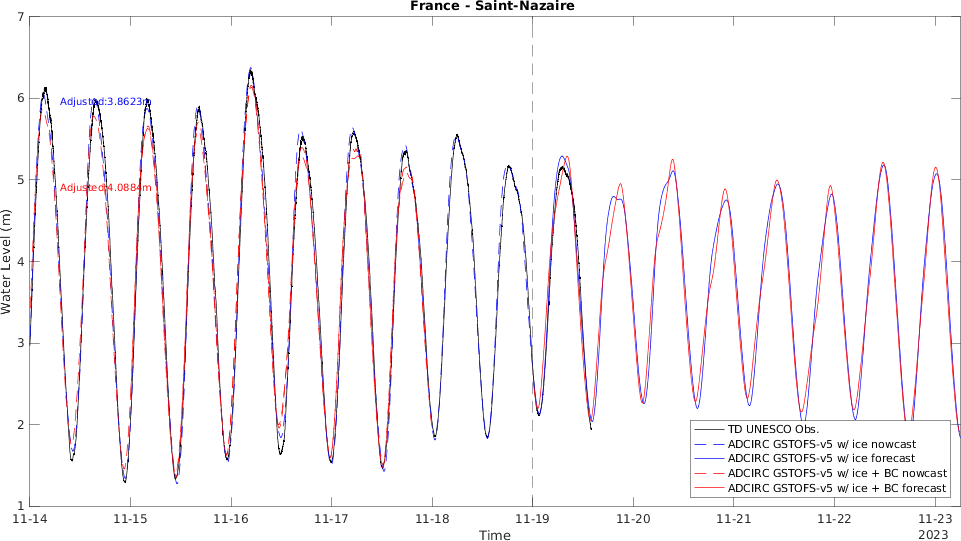 France - Saint-Nazaire
7
6
5
4
3
2
1
Water Level (m)
Adjusted:3.8623m
Adjusted:4.0884m
TD UNESCO Obs.
ADCIRC GSTOFS-v5 w/ ice nowcast
ADCIRC GSTOFS-v5 w/ ice forecast
ADCIRC GSTOFS-v5 w/ ice + BC nowcast
ADCIRC GSTOFS-v5 w/ ice + BC forecast
11-14 11-15 11-16 11-17 11-18 11-19 11-20 11-21 11-22 11-23
Time 2023